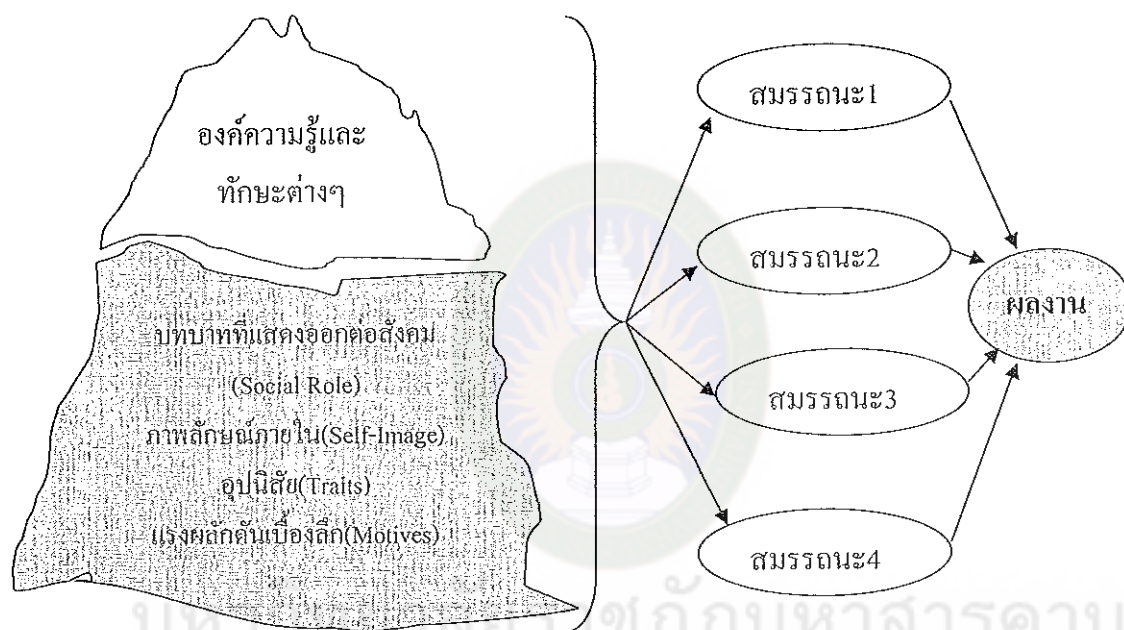 องค์ความรู้และ
ทักษะต่างๆ
บทบาทที่แสดงออกต่อสังคม
(Social Role)
ภาพลักษณ์ภายใน(Self-Image)
อุปนิสัย(Traits)
แรงผลักดันเบื้องลึก(Motives)
สมรรถนะ1
สมรรถนะ2
สมรรถนะ3
สมรรถนะ4
ผลงาน